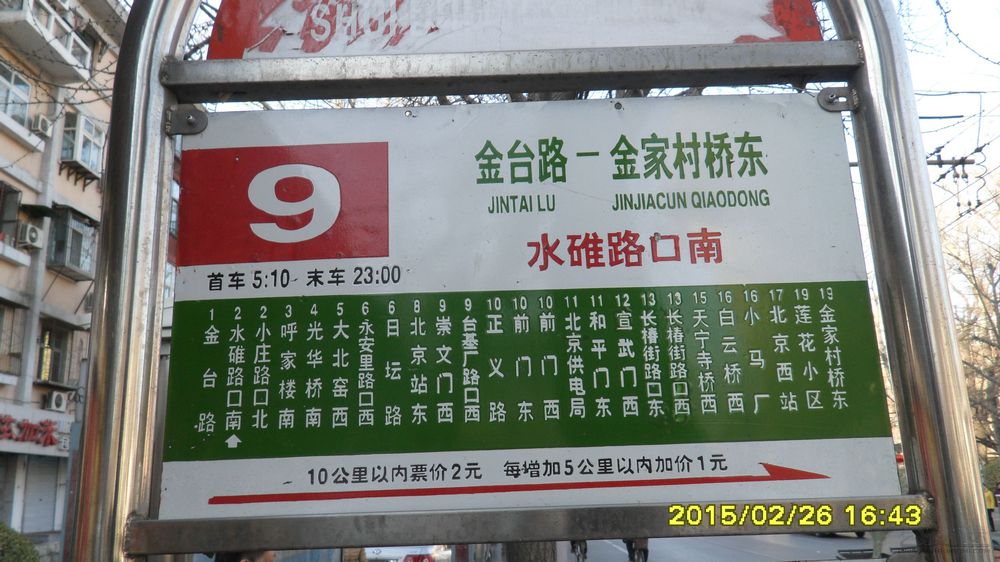 SHUI
9
金台路－金家村桥东
JINTAI LU JINJIACUN QIAODONG
水碓路口南
首车 5:10 末车 23:00
1 金台路
2 水碓路口南
2 小庄路口北
3 呼家楼南
4 光华桥南
5 大北窑西
6 永安里路口西
6 日坛路
8 北京站东
9 崇文门西
9 台基厂路口西
10 正义路
10 前门东
10 前门西
11 北京供电局
11 和平门东
12 宣武门西
13 长椿街路口东
13 长椿街路口西
15 天宁寺桥西
16 白云桥西
16 小马厂
17 北京西站
19 莲花小区
19 金家村桥东
10公里以内票价2元 每增加5公里以内加价1元
2015/02/26 16:43